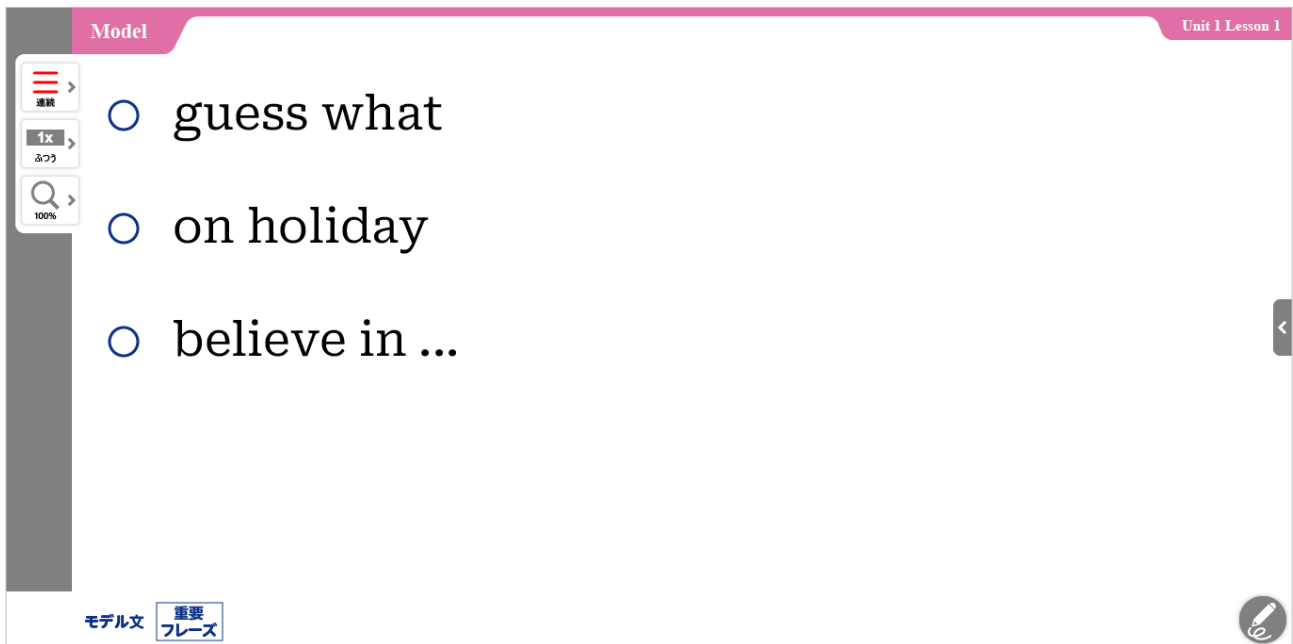 Model
Unit 1 Lesson 1
連続
1x
ふつう
100%
guess what
on holiday
believe in ...
モデル文
重要
フレーズ